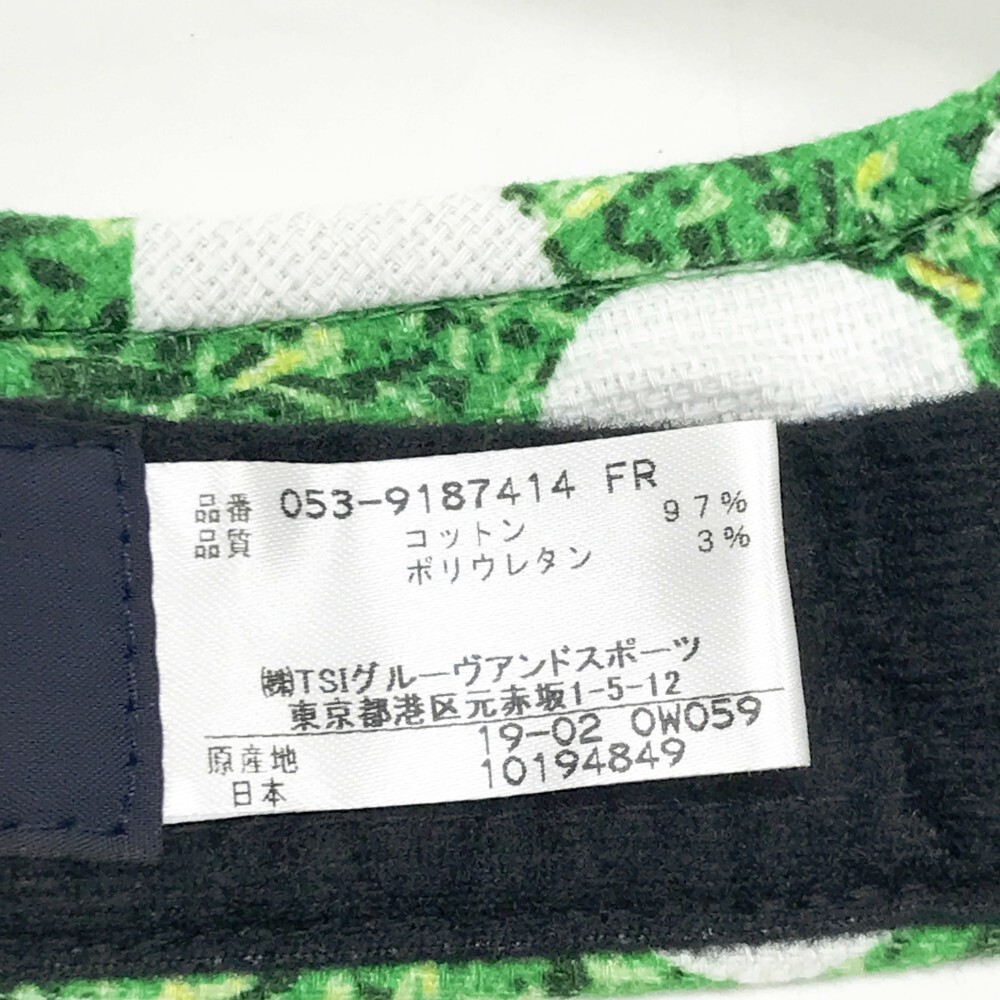 品番 053-9187414 FR
品質 コットン 97%
ポリウレタン 3%
㈱TSIグルーヴアンドスポーツ
東京都港区元赤坂1-5-12
19-02 0W059
原産地 10194849
日本